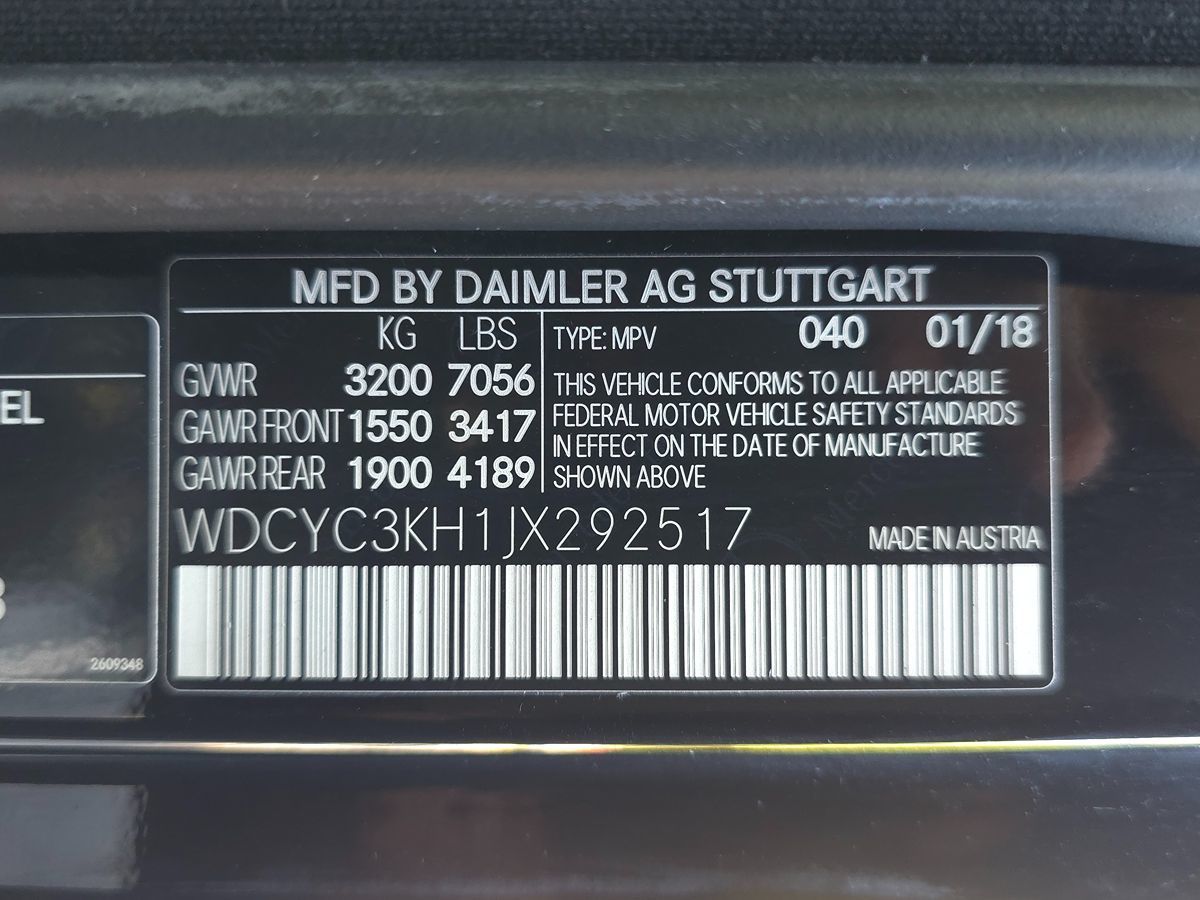 MFD BY DAIMLER AG STUTTGART
KG LBS
GVWR 3200 7056
GAWR FRONT 1550 3417
GAWR REAR 1900 4189
TYPE: MPV 040 01/18
THIS VEHICLE CONFORMS TO ALL APPLICABLE
FEDERAL MOTOR VEHICLE SAFETY STANDARDS
IN EFFECT ON THE DATE OF MANUFACTURE
SHOWN ABOVE
WDCYC3KH1JX292517
MADE IN AUSTRIA
EL
2609348